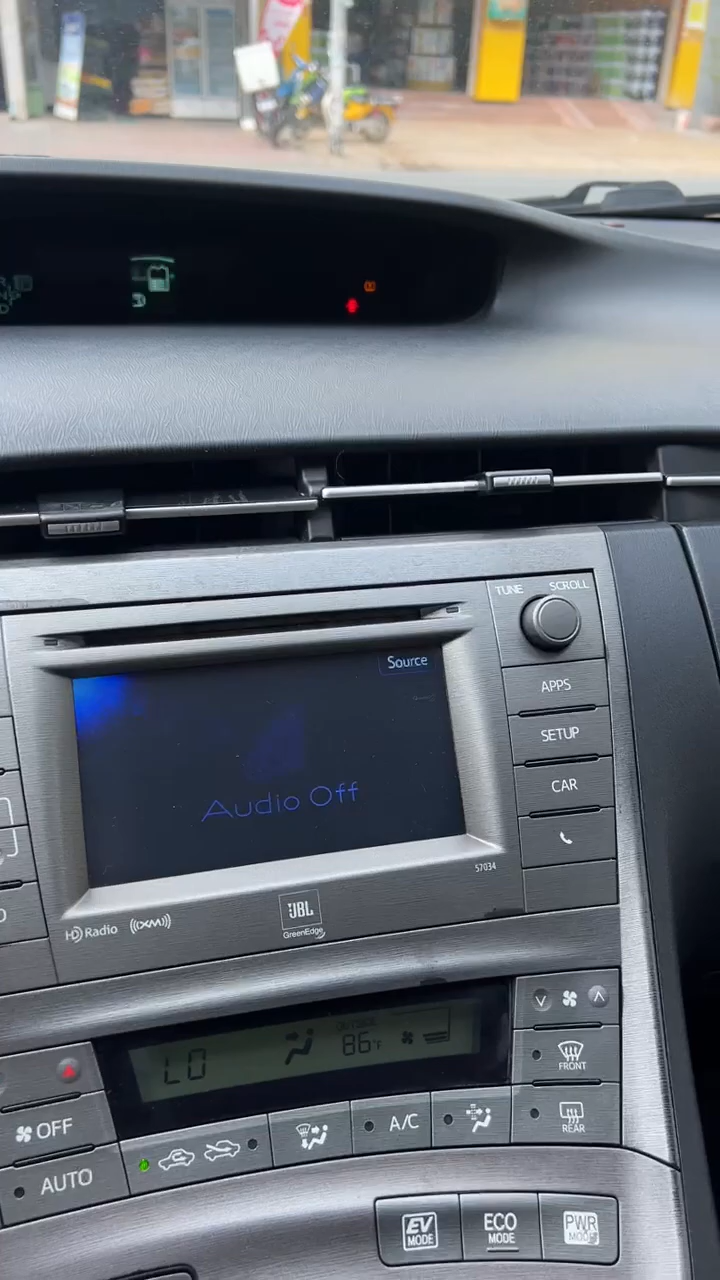 TUNE SCROLL
Source
APPS
SETUP
CAR
Audio Off
57034
HD Radio ((XM))
JBL
GreenEdge
LO
OUTSIDE
86°F
FRONT
OFF
A/C
REAR
AUTO
EV MODE
ECO MODE
PWR MODE